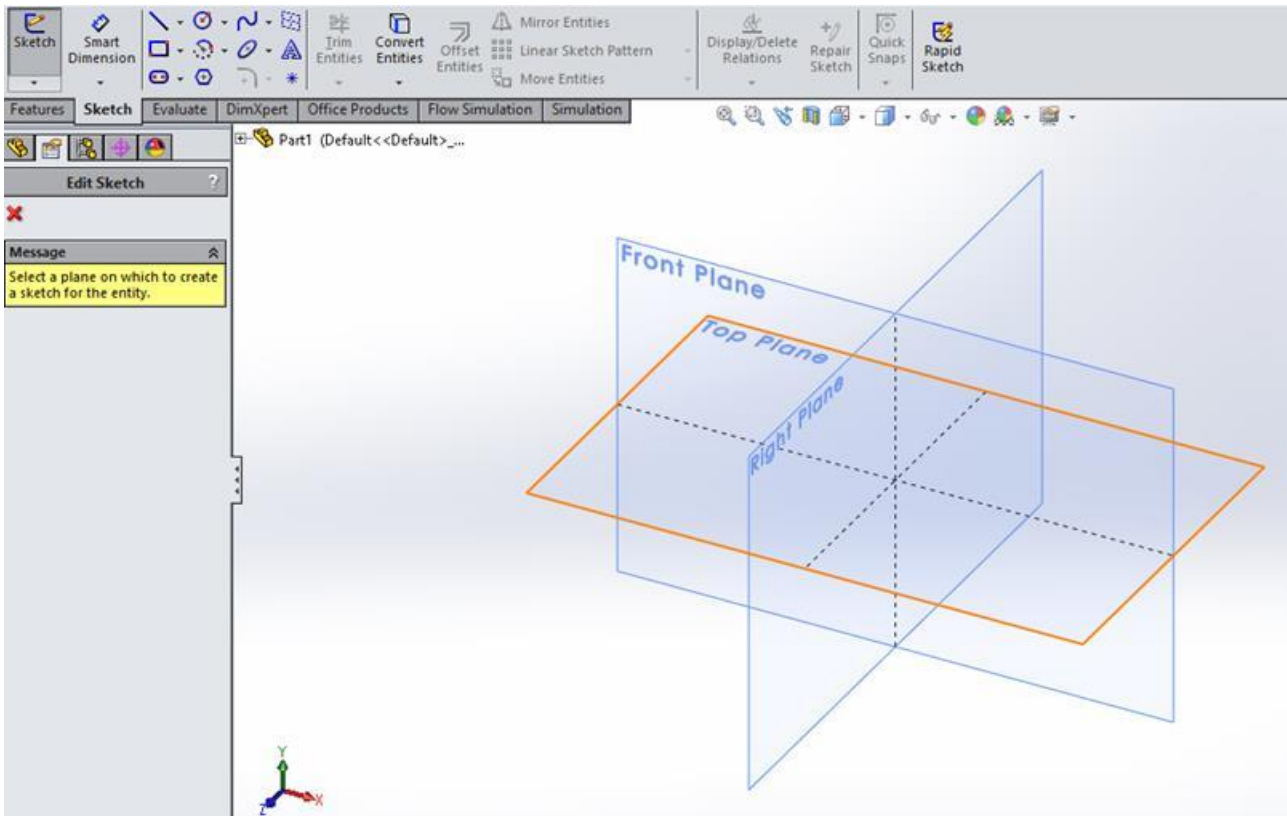 Sketch
Smart
Dimension
Trim
Entities
Convert
Entities
Offset
Entities
Mirror Entities
Linear Sketch Pattern
Move Entities
Display/Delete
Relations
Repair
Sketch
Quick
Snaps
Rapid
Sketch
Features
Sketch
Evaluate
DimXpert
Office Products
Flow Simulation
Simulation
Part1 (Default<<Default>_...
Edit Sketch
?
Message
Select a plane on which to create
a sketch for the entity.
Front Plane
Top Plane
Right Plane
Y
X
Z